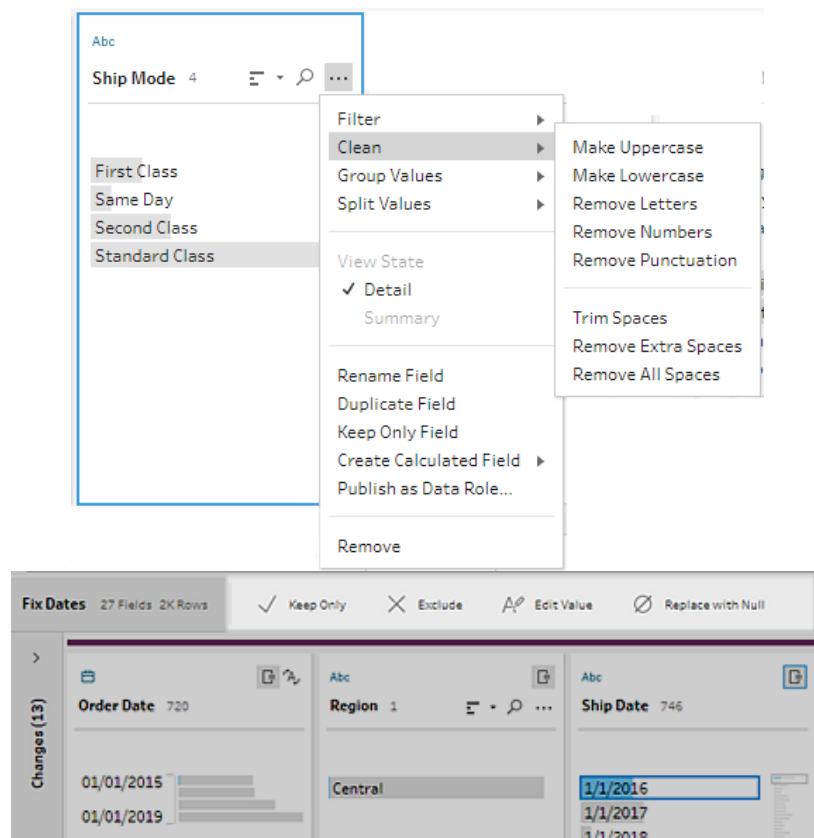 Abc
Ship Mode 4
First Class
Same Day
Second Class
Standard Class
Filter
Clean
Group Values
Split Values
View State
Detail
Summary
Rename Field
Duplicate Field
Keep Only Field
Create Calculated Field
Publish as Data Role...
Remove
Make Uppercase
Make Lowercase
Remove Letters
Remove Numbers
Remove Punctuation
Trim Spaces
Remove Extra Spaces
Remove All Spaces
Fix Dates 27 Fields 2K Rows Keep Only Exclude Edit Value Replace with Null
Changes (13)
Order Date 720
01/01/2015
01/01/2019
Abc
Region 1
Central
Abc
Ship Date 746
1/1/2016
1/1/2017
1/1/2018